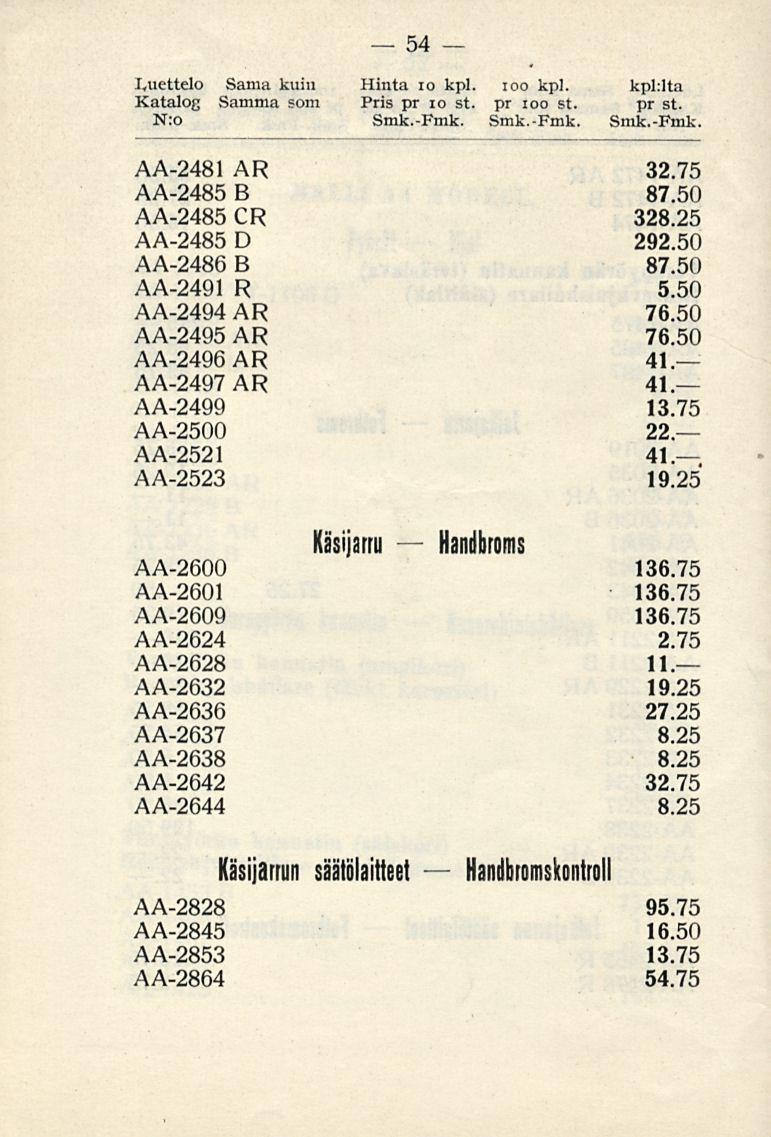 — 54 —
Luettelo Sama kuin Hinta 10 kpl. 100 kpl. kpl:lta
Katalog Samma som Pris pr 10 st. pr 100 st. pr st.
N:o Smk.-Fmk. Smk.-Fmk. Smk.-Fmk.
AA-2481 AR 32.75
AA-2485 B 87.50
AA-2485 CR 328.25
AA-2485 D 292.50
AA-2486 B 87.50
AA-2491 R 5.50
AA-2494 AR 76.50
AA-2495 AR 76.50
AA-2496 AR 41.—
AA-2497 AR 41.—
AA-2499 13.75
AA-2500 22.—
AA-2521 41.—
AA-2523 19.25
Käsijarru — Handbroms
AA-2600 136.75
AA-2601 136.75
AA-2609 136.75
AA-2624 2.75
AA-2628 11.—
AA-2632 19.25
AA-2636 27.25
AA-2637 8.25
AA-2638 8.25
AA-2642 32.75
AA-2644 8.25
Käsijarrun säätölaitteet — Handbromskontroll
AA-2828 95.75
AA-2845 16.50
AA-2853 13.75
AA-2864 54.75